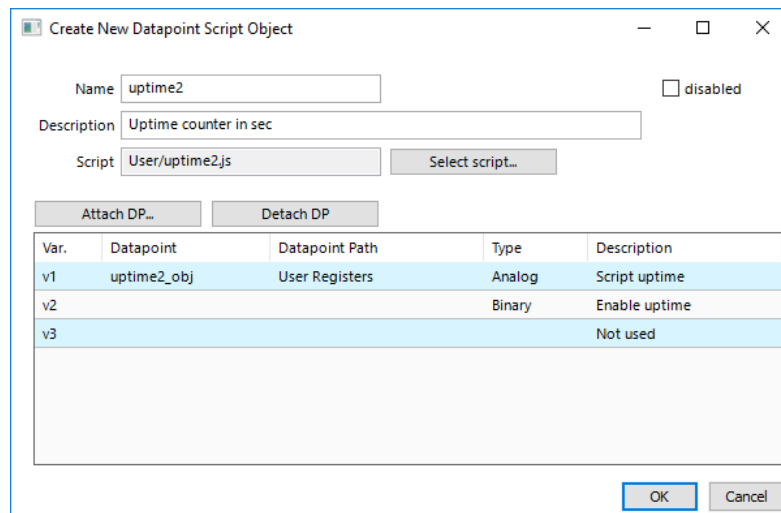 Create New Datapoint Script Object
Name uptime2 disabled
Description Uptime counter in sec
Script User/uptime2.js Select script...
Attach DP... Detach DP
Var. Datapoint Datapoint Path Type Description
v1 uptime2_obj User Registers Analog Script uptime
v2 Binary Enable uptime
v3 Not used
OK Cancel